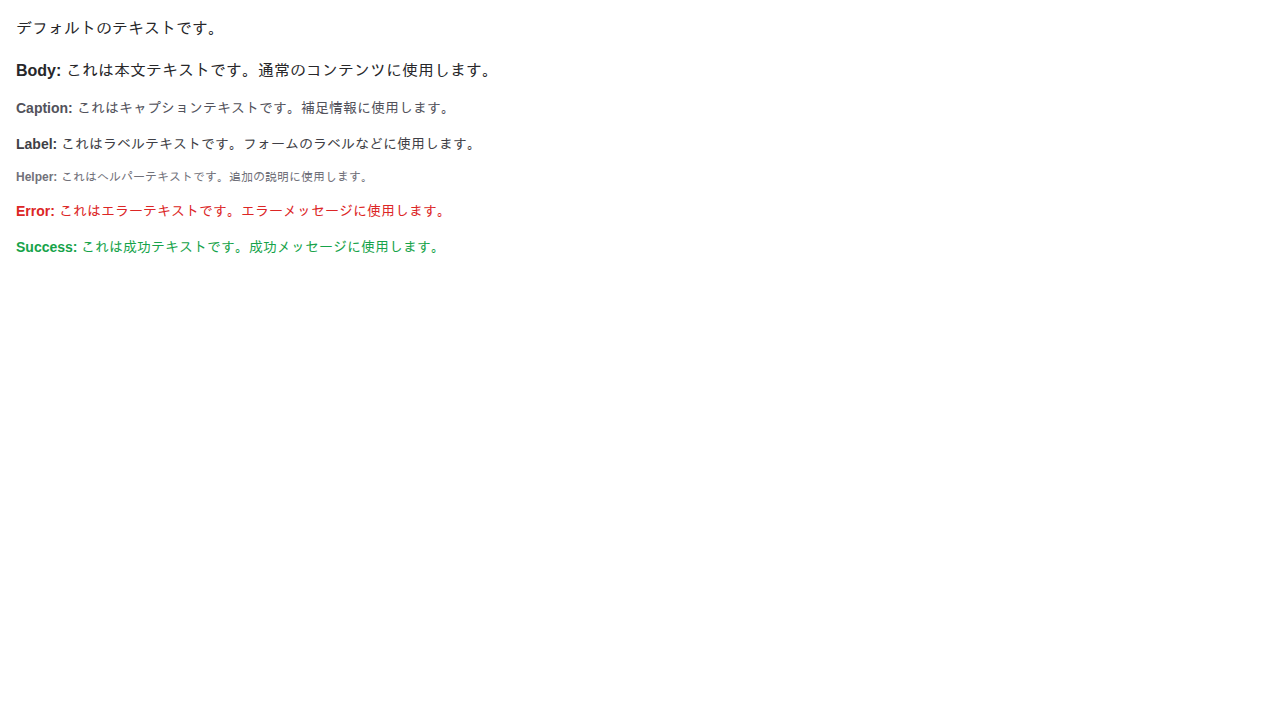 デフォルトのテキストです。
Body: これは本文テキストです。通常のコンテンツに使用します。
Caption: これはキャプションテキストです。補足情報に使用します。
Label: これはラベルテキストです。フォームのラベルなどに使用します。
Helper: これはヘルパーテキストです。追加の説明に使用します。
Error: これはエラーテキストです。エラーメッセージに使用します。
Success: これは成功テキストです。成功メッセージに使用します。